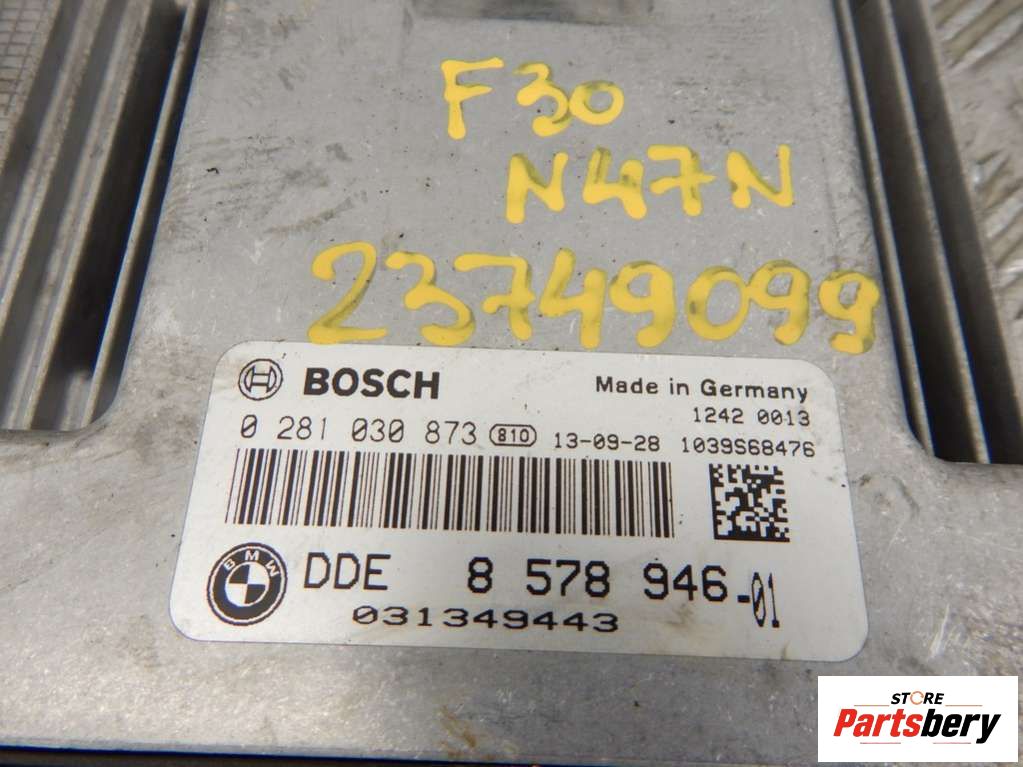 F30
N47N
23749099
BOSCH
Made in Germany
1242 0013
0 281 030 873 810 13-09-28 1039S68476
BMW
DDE 8 578 946-01
031349443
STORE
Partsbery